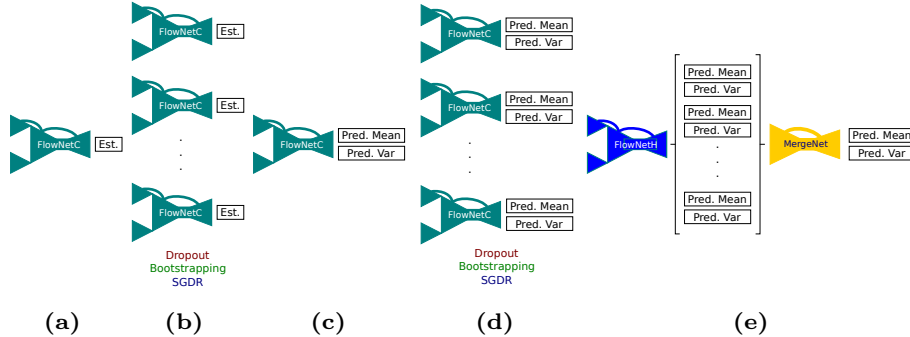 FlowNetC
Est.
FlowNetC
Est.
FlowNetC
Est.
.
.
.
FlowNetC
Est.
Dropout
Bootstrapping
SGDR
FlowNetC
Pred. Mean
Pred. Var
FlowNetC
Pred. Mean
Pred. Var
FlowNetC
Pred. Mean
Pred. Var
.
.
.
FlowNetC
Pred. Mean
Pred. Var
Dropout
Bootstrapping
SGDR
FlowNetH
Pred. Mean
Pred. Var
Pred. Mean
Pred. Var
.
.
.
Pred. Mean
Pred. Var
MergeNet
Pred. Mean
Pred. Var
(a) (b) (c) (d) (e)